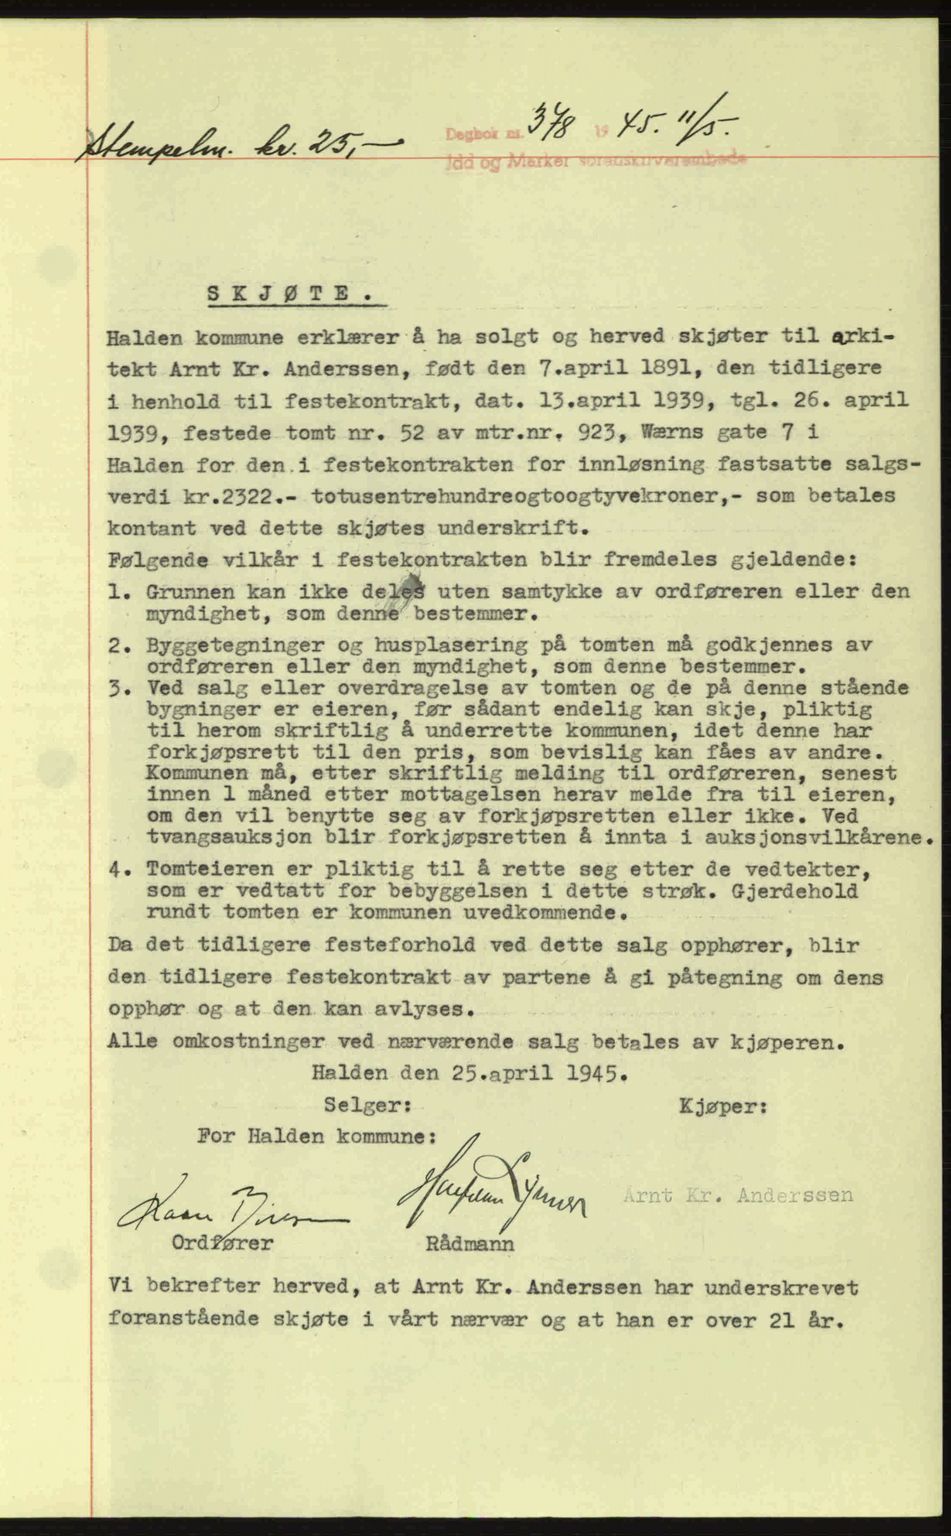 Stempelm. kr. 25,-
Dagbok nr. 378 1945. 11/5.
Idd og Marker sorenskriverembede
SKJØTE.
Halden kommune erklærer å ha solgt og herved skjøter til arki-
tekt Arnt Kr. Anderssen, født den 7.april 1891, den tidligere
i henhold til festekontrakt, dat. 13.april 1939, tgl. 26. april
1939, festede tomt nr. 52 av mtr.nr. 923, Wærns gate 7 i
Halden for den i festekontrakten for innløsning fastsatte salgs-
verdi kr.2322.- totusentrehundreogtoogtyvekroner,- som betales
kontant ved dette skjøtes underskrift.
Følgende vilkår i festekontrakten blir fremdeles gjeldende:
1. Grunnen kan ikke deles uten samtykke av ordføreren eller den
myndighet, som denne bestemmer.
2. Byggetegninger og husplasering på tomten må godkjennes av
ordføreren eller den myndighet, som denne bestemmer.
3. Ved salg eller overdragelse av tomten og de på denne stående
bygninger er eieren, før sådant endelig kan skje, pliktig
til herom skriftlig å underrette kommunen, idet denne har
forkjøpsrett til den pris, som bevislig kan fåes av andre.
Kommunen må, etter skriftlig melding til ordføreren, senest
innen 1 måned etter mottagelsen herav melde fra til eieren,
om den vil benytte seg av forkjøpsretten eller ikke. Ved
tvangsauksjon blir forkjøpsretten å innta i auksjonsvilkårene.
4. Tomteieren er pliktig til å rette seg etter de vedtekter,
som er vedtatt for bebyggelsen i dette strøk. Gjerdehold
rundt tomten er kommunen uvedkommende.
Da det tidligere festeforhold ved dette salg opphører, blir
den tidligere festekontrakt av partene å gi påtegning om dens
opphør og at den kan avlyses.
Alle omkostninger ved nærværende salg betales av kjøperen.
Halden den 25.april 1945.
Selger: Kjøper:
For Halden kommune:
Arnt Kr. Anderssen
Ordfører Rådmann
Vi bekrefter herved, at Arnt Kr. Anderssen har underskrevet
foranstående skjøte i vårt nærvær og at han er over 21 år.